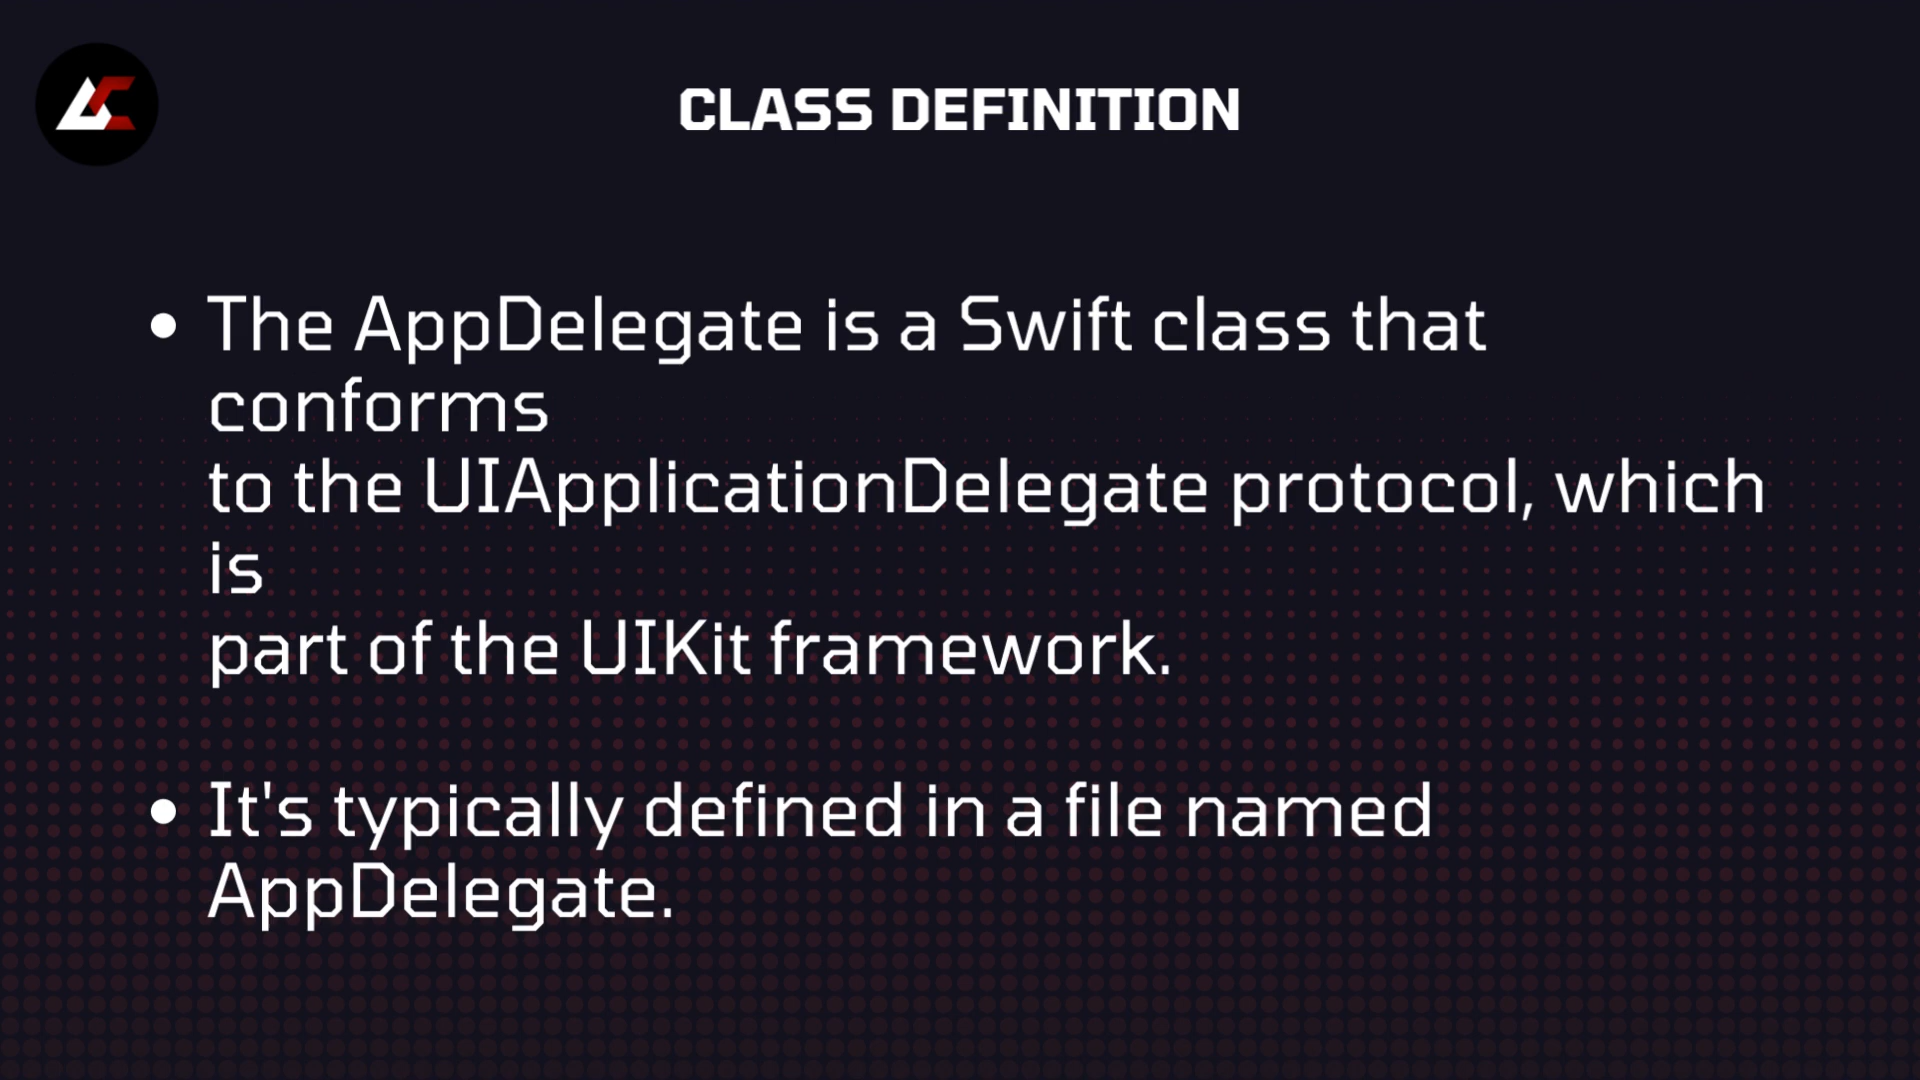 CLASS DEFINITION
• The AppDelegate is a Swift class that
conforms
to the UIApplicationDelegate protocol, which
is
part of the UIKit framework.
• It's typically defined in a file named
AppDelegate.